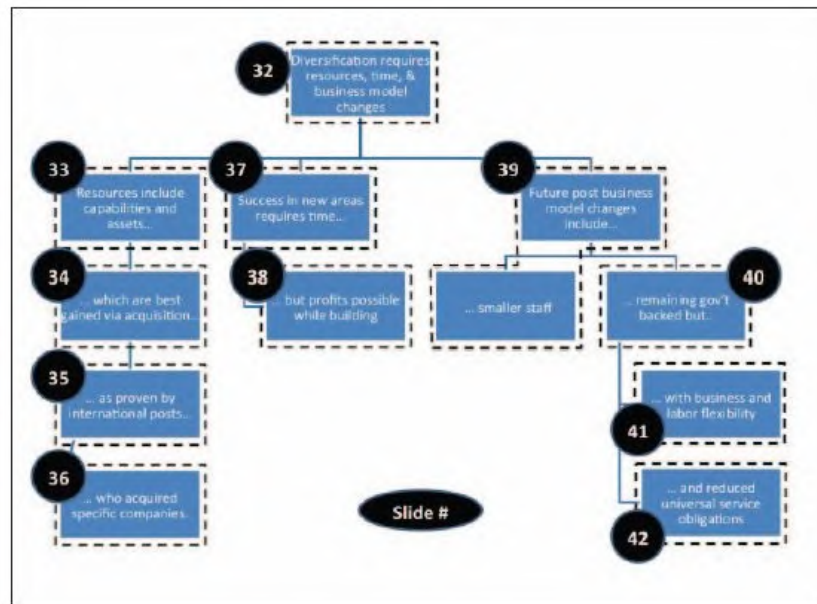 32
Diversification requires
resources, time, &
business model
changes
33
Resources include
capabilities and
assets...
37
Success in new areas
requires time...
39
Future post business
model changes
include...
34
... which are best
gained via acquisition...
38
... but profits possible
while building
... smaller staff
40
... remaining gov't
backed but...
35
... as proven by
international posts...
41
... with business and
labor flexibility
36
... who acquired
specific companies.
Slide #
42
... and reduced
universal service
obligations